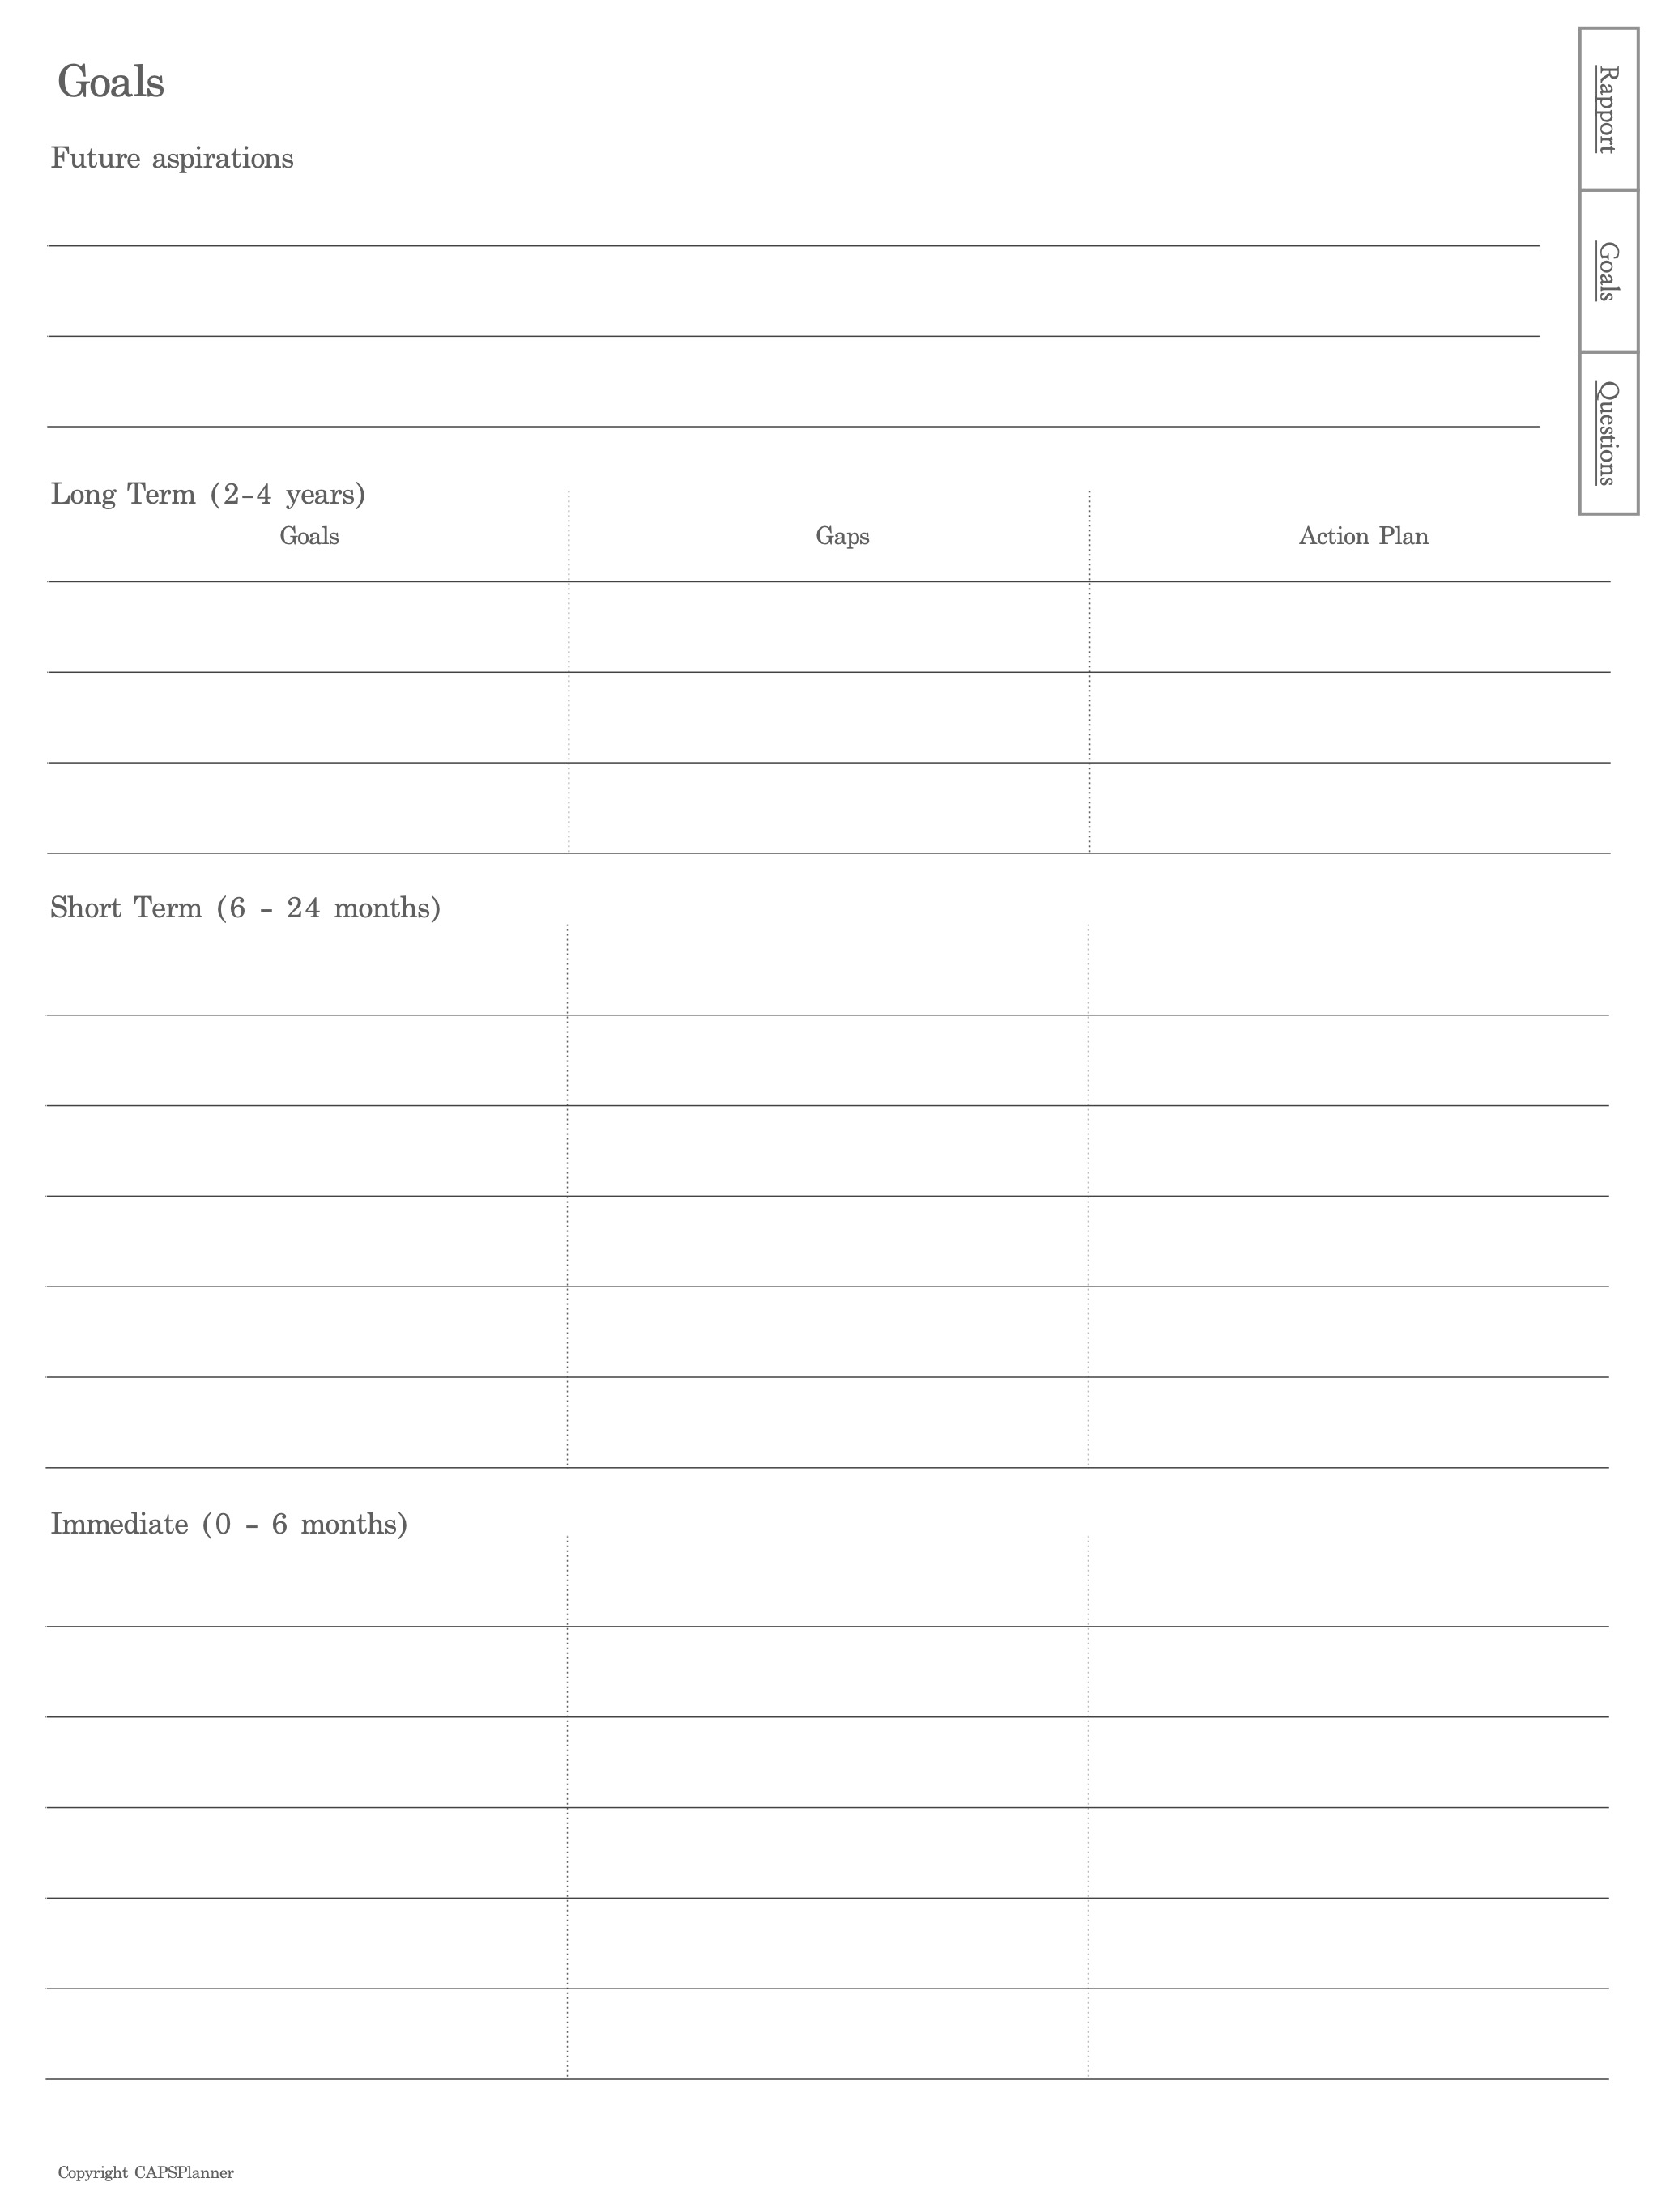 Goals
Future aspirations
Rapport
Goals
Questions
Long Term (2-4 years)
Goals
Gaps
Action Plan
Short Term (6 - 24 months)
Immediate (0 - 6 months)
Copyright CAPSPlanner